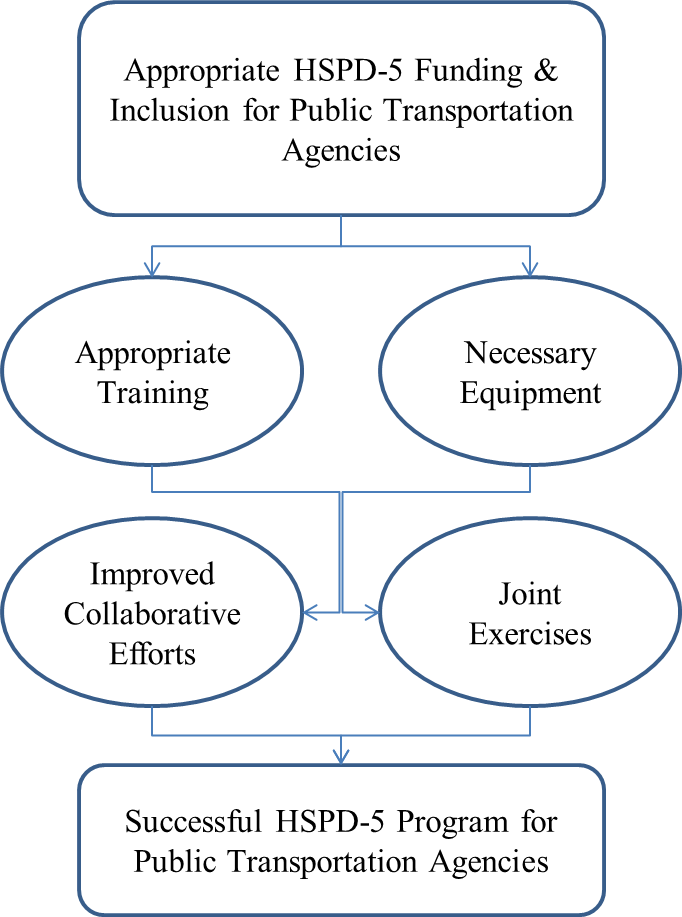 Appropriate HSPD-5 Funding &
Inclusion for Public Transportation
Agencies
Appropriate
Training
Necessary
Equipment
Improved
Collaborative
Efforts
Joint
Exercises
Successful HSPD-5 Program for
Public Transportation Agencies